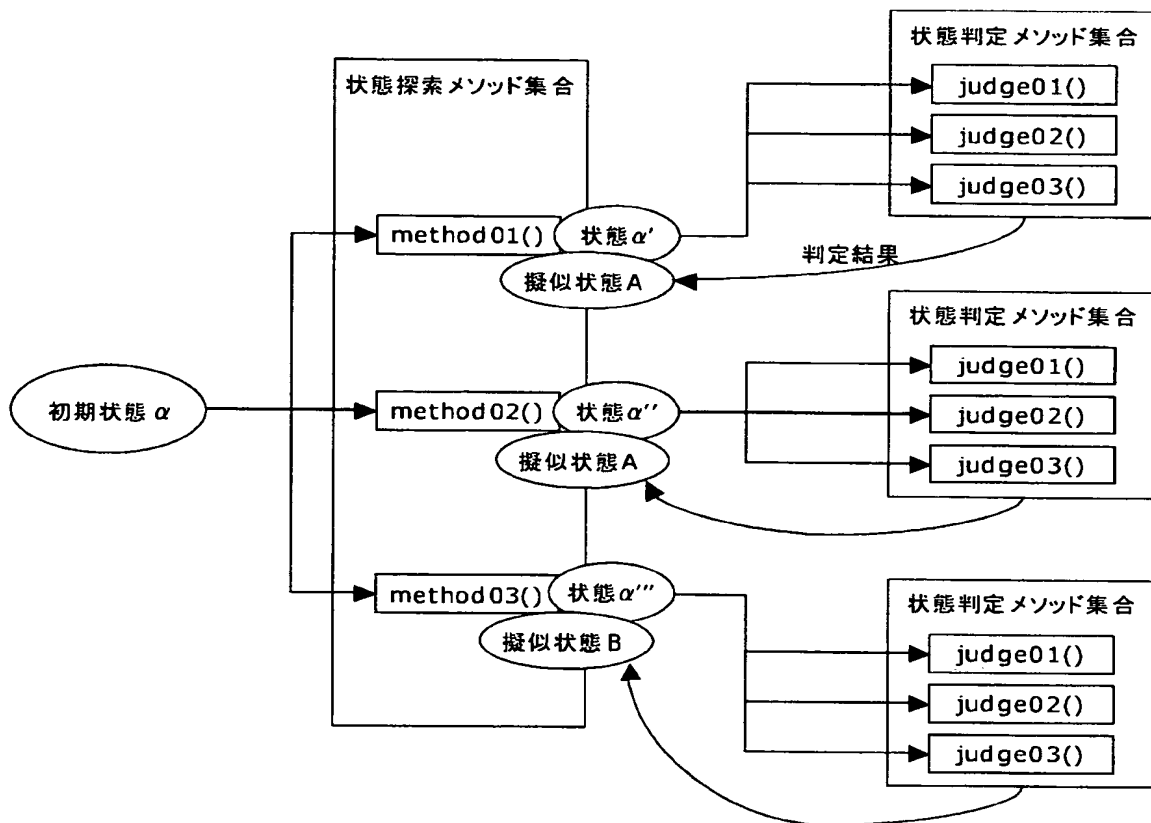 状態判定メソッド集合
judge01()
judge02()
judge03()
状態探索メソッド集合
method01()
状態α'
擬似状態A
判定結果
状態判定メソッド集合
judge01()
judge02()
judge03()
初期状態α
method02()
状態α''
擬似状態A
状態判定メソッド集合
judge01()
judge02()
judge03()
method03()
状態α'''
擬似状態B